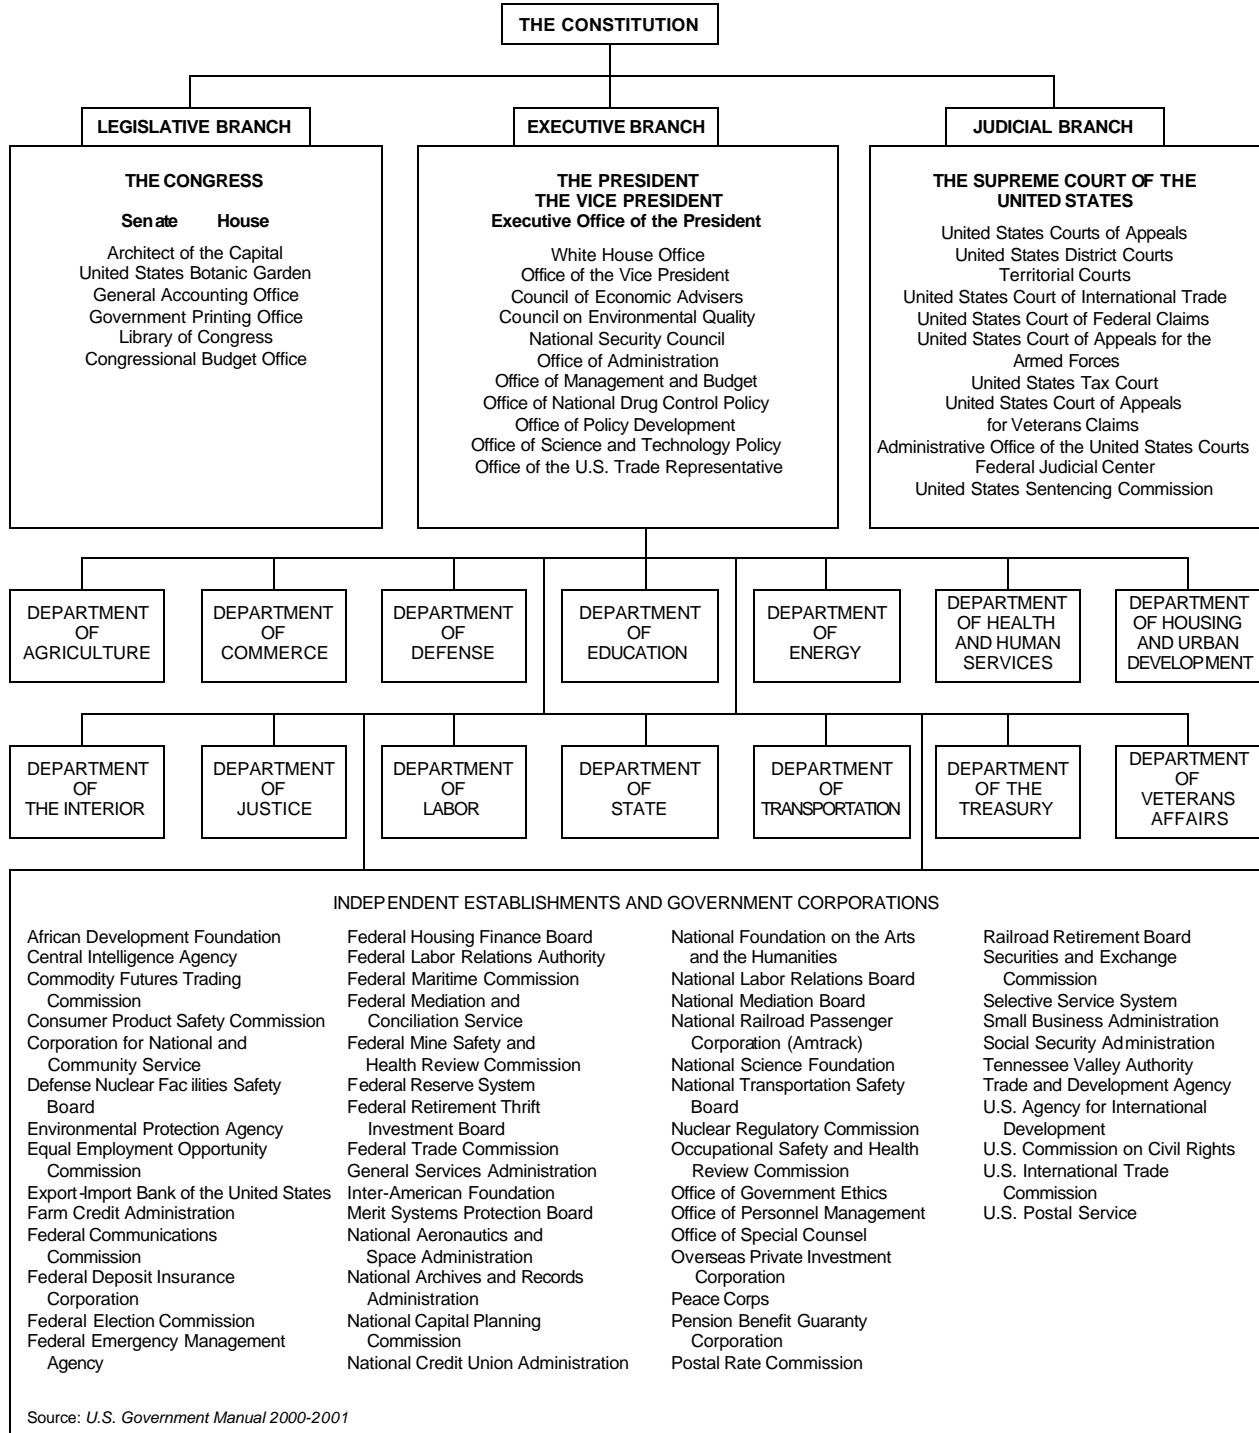 THE CONSTITUTION
LEGISLATIVE BRANCH
THE CONGRESS
Senate House
Architect of the Capital
United States Botanic Garden
General Accounting Office
Government Printing Office
Library of Congress
Congressional Budget Office
EXECUTIVE BRANCH
THE PRESIDENT
THE VICE PRESIDENT
Executive Office of the President
White House Office
Office of the Vice President
Council of Economic Advisers
Council on Environmental Quality
National Security Council
Office of Administration
Office of Management and Budget
Office of National Drug Control Policy
Office of Policy Development
Office of Science and Technology Policy
Office of the U.S. Trade Representative
JUDICIAL BRANCH
THE SUPREME COURT OF THE
UNITED STATES
United States Courts of Appeals
United States District Courts
Territorial Courts
United States Court of International Trade
United States Court of Federal Claims
United States Court of Appeals for the
Armed Forces
United States Tax Court
United States Court of Appeals
for Veterans Claims
Administrative Office of the United States Courts
Federal Judicial Center
United States Sentencing Commission
DEPARTMENT
OF
AGRICULTURE
DEPARTMENT
OF
COMMERCE
DEPARTMENT
OF
DEFENSE
DEPARTMENT
OF
EDUCATION
DEPARTMENT
OF
ENERGY
DEPARTMENT
OF HEALTH
AND HUMAN
SERVICES
DEPARTMENT
OF HOUSING
AND URBAN
DEVELOPMENT
DEPARTMENT
OF
THE INTERIOR
DEPARTMENT
OF
JUSTICE
DEPARTMENT
OF
LABOR
DEPARTMENT
OF
STATE
DEPARTMENT
OF
TRANSPORTATION
DEPARTMENT
OF THE
TREASURY
DEPARTMENT
OF
VETERANS
AFFAIRS
INDEPENDENT ESTABLISHMENTS AND GOVERNMENT CORPORATIONS
African Development Foundation
Central Intelligence Agency
Commodity Futures Trading
Commission
Consumer Product Safety Commission
Corporation for National and
Community Service
Defense Nuclear Facilities Safety
Board
Environmental Protection Agency
Equal Employment Opportunity
Commission
Export-Import Bank of the United States
Farm Credit Administration
Federal Communications
Commission
Federal Deposit Insurance
Corporation
Federal Election Commission
Federal Emergency Management
Agency
Federal Housing Finance Board
Federal Labor Relations Authority
Federal Maritime Commission
Federal Mediation and
Conciliation Service
Federal Mine Safety and
Health Review Commission
Federal Reserve System
Federal Retirement Thrift
Investment Board
Federal Trade Commission
General Services Administration
Inter-American Foundation
Merit Systems Protection Board
National Aeronautics and
Space Administration
National Archives and Records
Administration
National Capital Planning
Commission
National Credit Union Administration
National Foundation on the Arts
and the Humanities
National Labor Relations Board
National Mediation Board
National Railroad Passenger
Corporation (Amtrack)
National Science Foundation
National Transportation Safety
Board
Nuclear Regulatory Commission
Occupational Safety and Health
Review Commission
Office of Government Ethics
Office of Personnel Management
Office of Special Counsel
Overseas Private Investment
Corporation
Peace Corps
Pension Benefit Guaranty
Corporation
Postal Rate Commission
Railroad Retirement Board
Securities and Exchange
Commission
Selective Service System
Small Business Administration
Social Security Administration
Tennessee Valley Authority
Trade and Development Agency
U.S. Agency for International
Development
U.S. Commission on Civil Rights
U.S. International Trade
Commission
U.S. Postal Service
Source: U.S. Government Manual 2000-2001